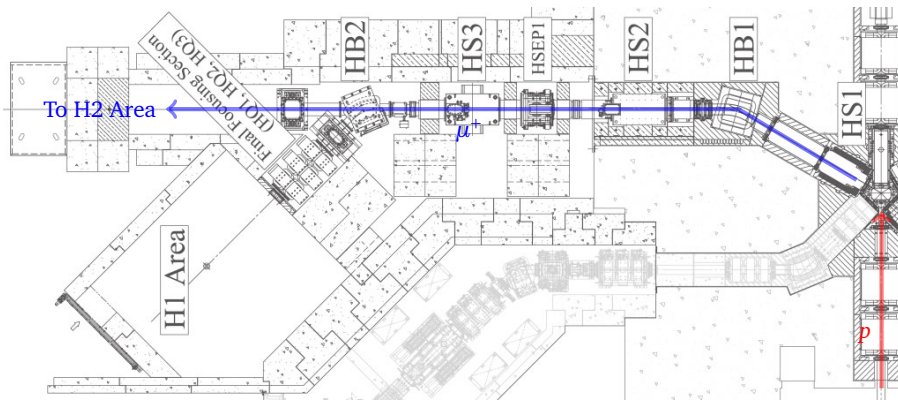 HB2
HS3
HSEP1
HS2
HB1
HS1
Final Focusing Section
(HQ1, HQ2, HQ3)
To H2 Area
μ⁺
H1 Area
p